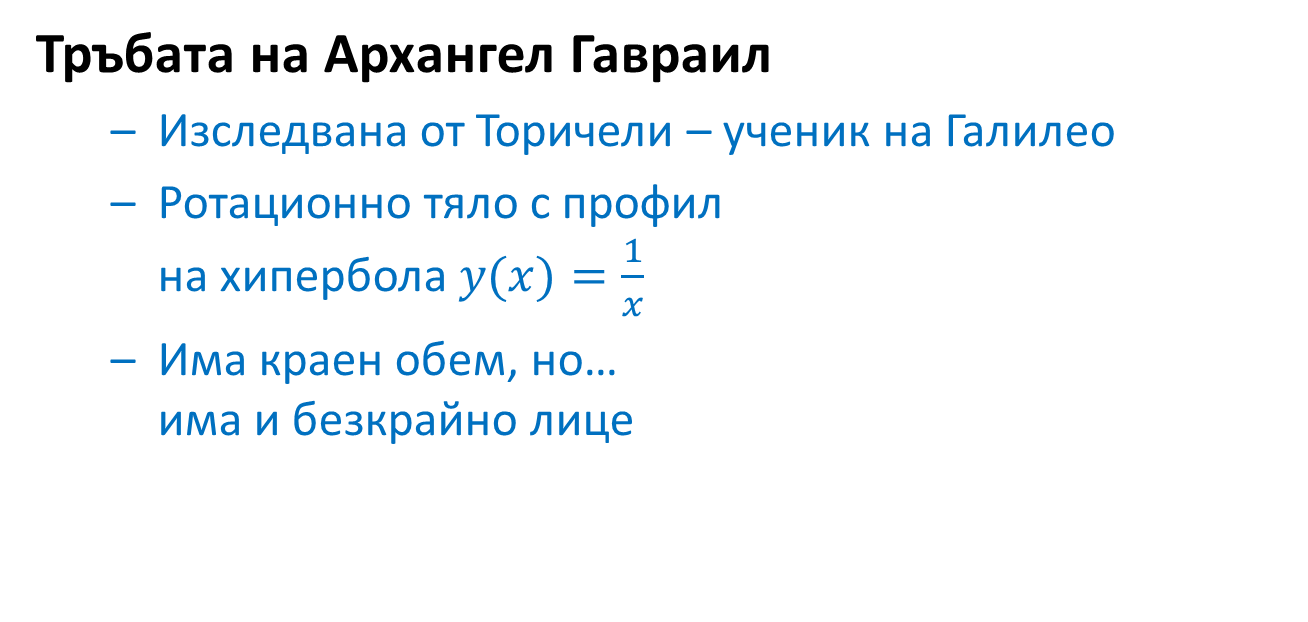 Тръбата на Архангел Гавраил
– Изследвана от Торичели – ученик на Галилео
– Ротационно тяло с профил
на хипербола y(x) = 1/x
– Има краен обем, но…
има и безкрайно лице